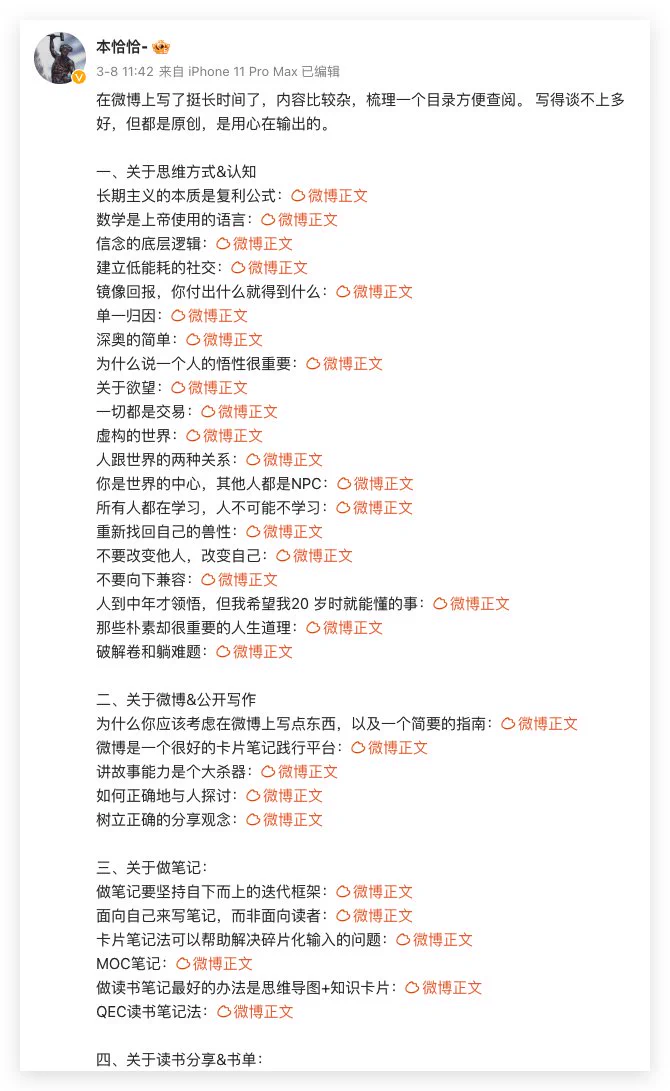 本恰恰-
3-8 11:42 来自 iPhone 11 Pro Max 已编辑
在微博上写了挺长时间了，内容比较杂，梳理一个目录方便查阅。 写得谈不上多
好，但都是原创，是用心在输出的。
一、关于思维方式&认知
长期主义的本质是复利公式：微博正文
数学是上帝使用的语言：微博正文
信念的底层逻辑：微博正文
建立低能耗的社交：微博正文
镜像回报，你付出什么就得到什么：微博正文
单一归因：微博正文
深奥的简单：微博正文
为什么说一个人的悟性很重要：微博正文
关于欲望：微博正文
一切都是交易：微博正文
虚构的世界：微博正文
人跟世界的两种关系：微博正文
你是世界的中心，其他人都是NPC：微博正文
所有人都在学习，人不可能不学习：微博正文
重新找回自己的兽性：微博正文
不要改变他人，改变自己：微博正文
不要向下兼容：微博正文
人到中年才领悟，但我希望我20 岁时就能懂的事：微博正文
那些朴素却很重要的人生道理：微博正文
破解卷和躺难题：微博正文
二、关于微博&公开写作
为什么你应该考虑在微博上写点东西，以及一个简要的指南：微博正文
微博是一个很好的卡片笔记践行平台：微博正文
讲故事能力是个大杀器：微博正文
如何正确地与人探讨：微博正文
树立正确的分享观念：微博正文
三、关于做笔记：
做笔记要坚持自下而上的迭代框架：微博正文
面向自己来写笔记，而非面向读者：微博正文
卡片笔记法可以帮助解决碎片化输入的问题：微博正文
MOC笔记：微博正文
做读书笔记最好的办法是思维导图+知识卡片：微博正文
QEC读书笔记法：微博正文
四、关于读书分享&书单：